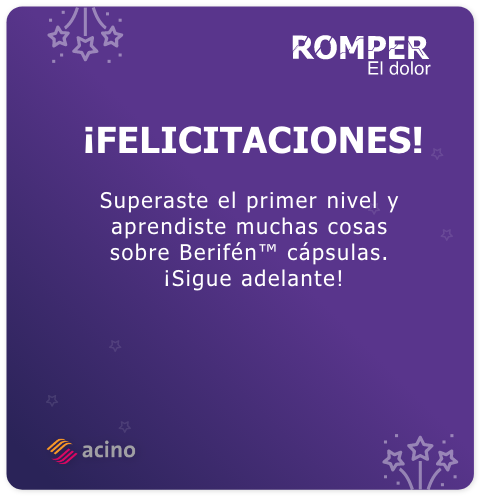 ROMPER
El dolor
¡FELICITACIONES!
Superaste el primer nivel y
aprendiste muchas cosas
sobre Berifén™ cápsulas.
¡Sigue adelante!
acino